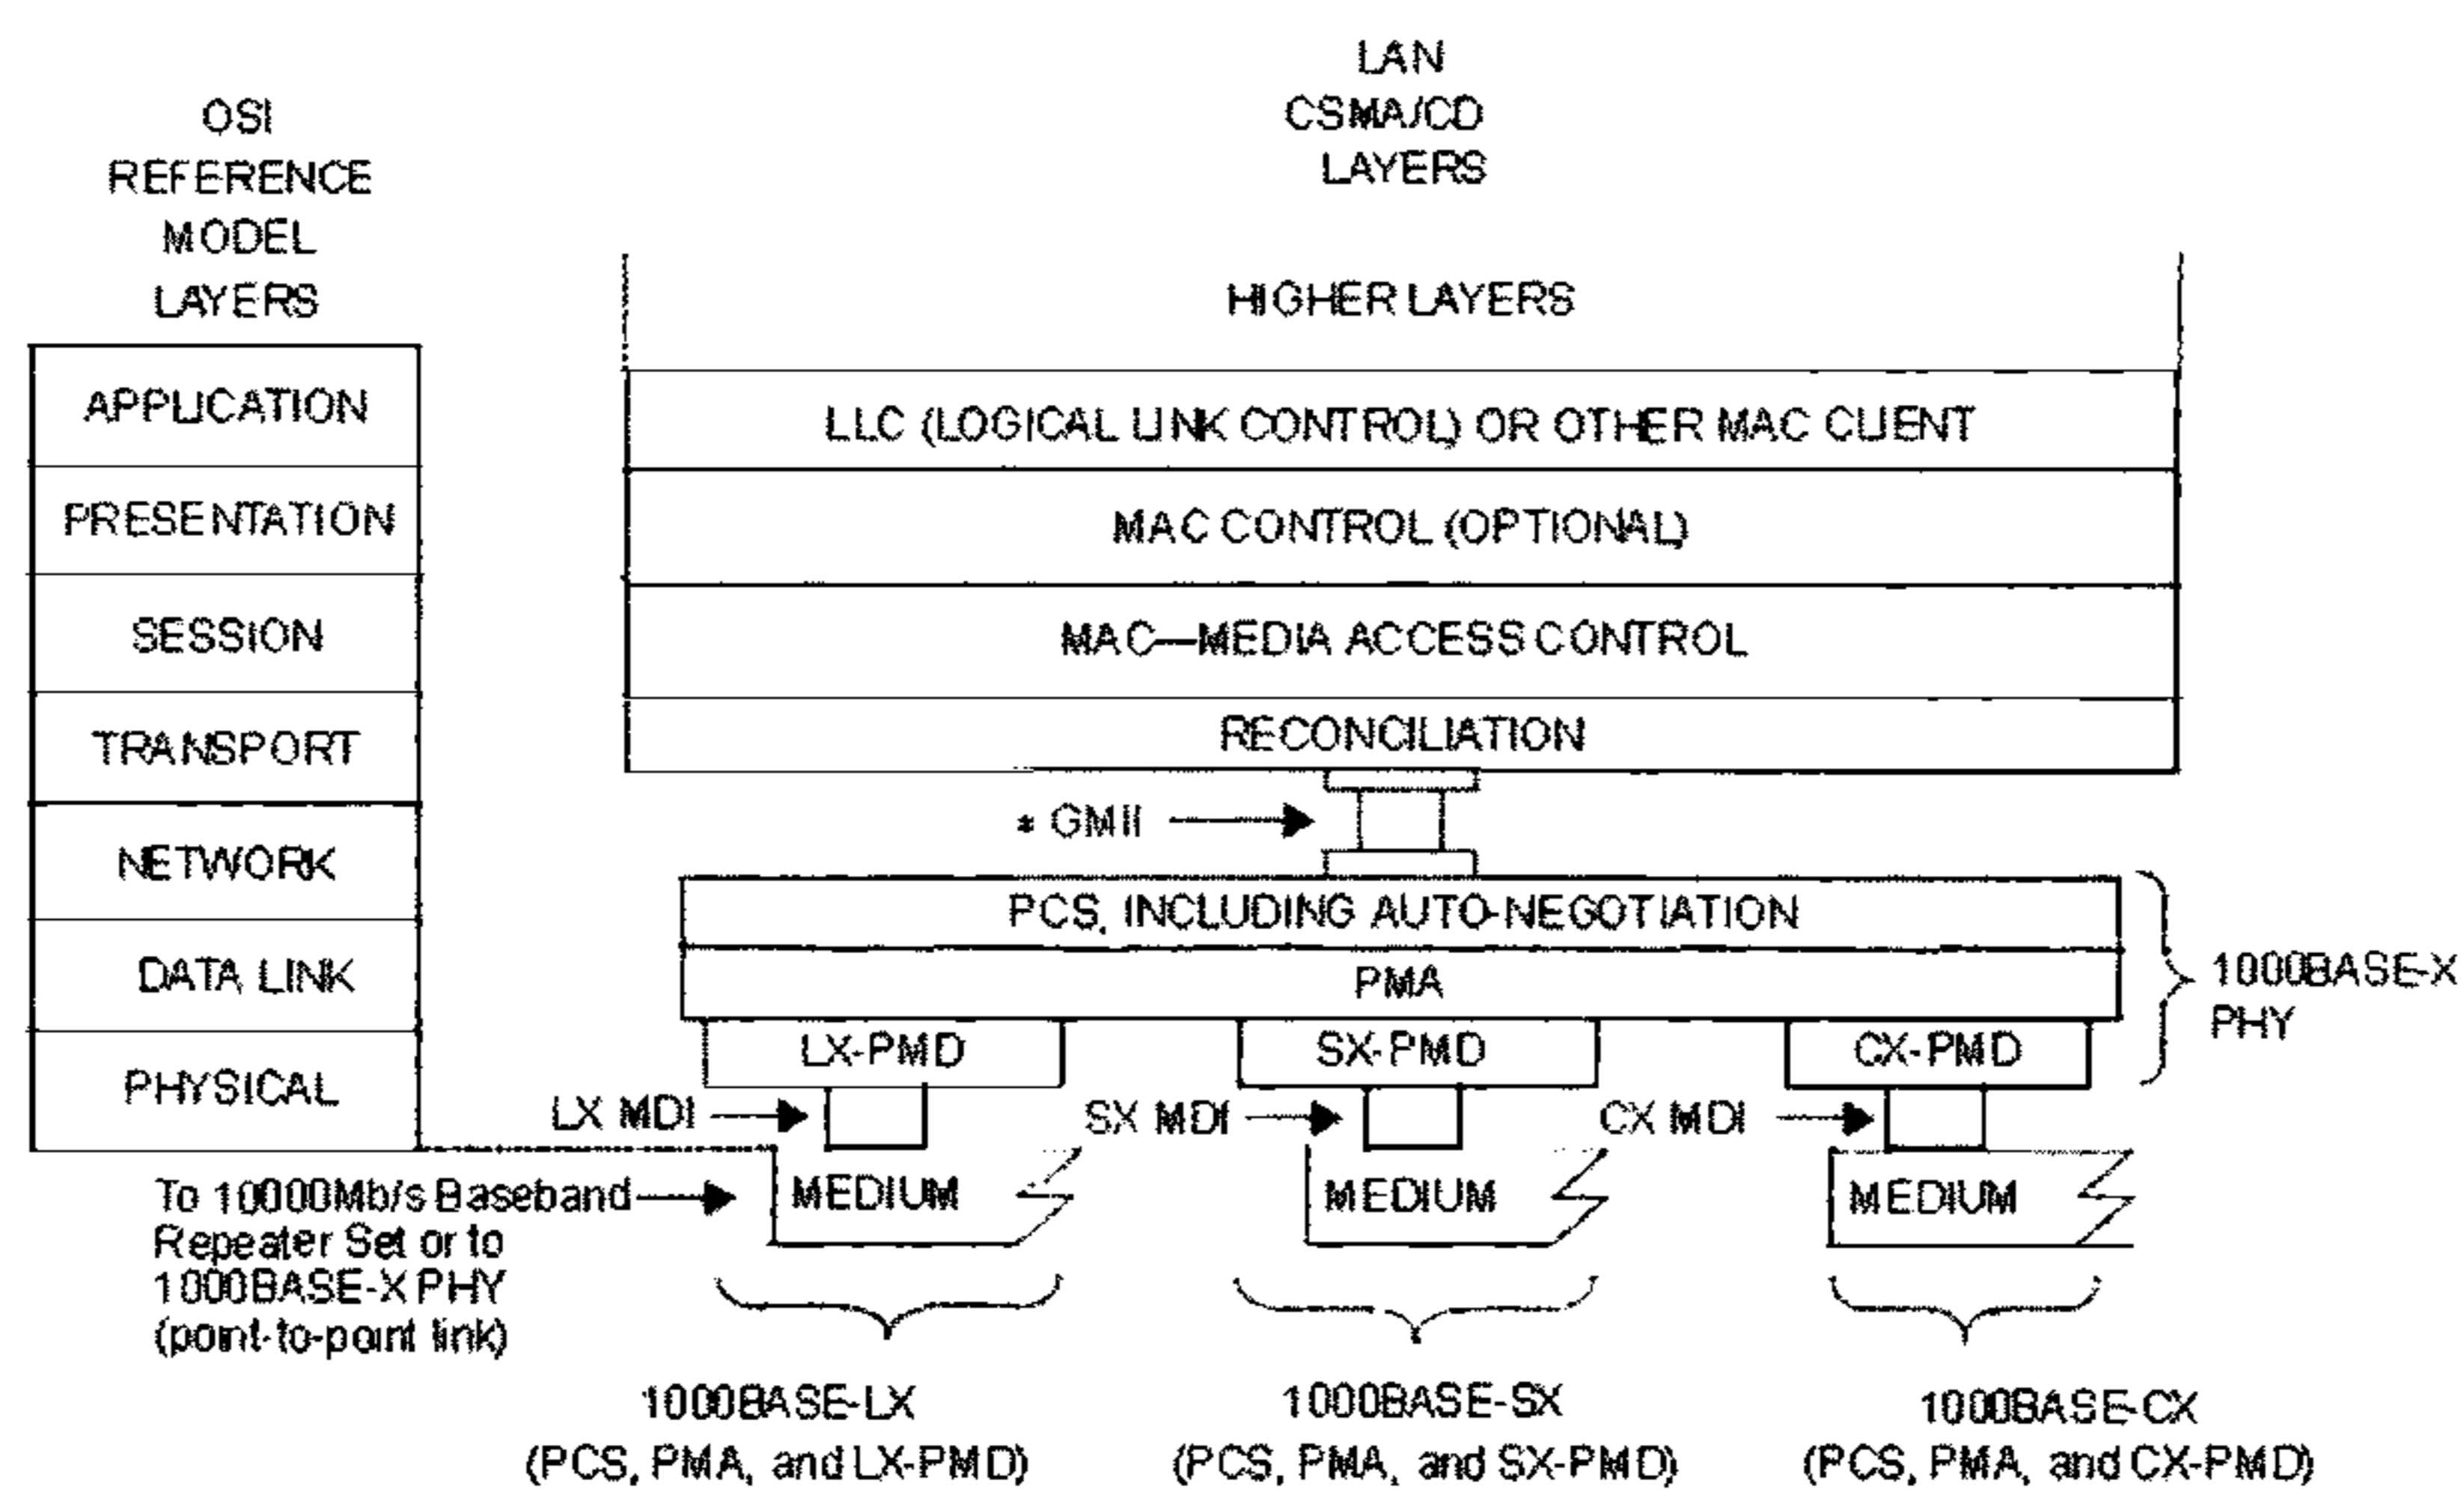 OSI
REFERENCE
MODEL
LAYERS
APPLICATION
PRESENTATION
SESSION
TRANSPORT
NETWORK
DATA LINK
PHYSICAL
LAN
CSMA/CD
LAYERS
HIGHER LAYERS
LLC (LOGICAL LINK CONTROL) OR OTHER MAC CLIENT
MAC CONTROL (OPTIONAL)
MAC—MEDIA ACCESS CONTROL
RECONCILIATION
* GMII
PCS, INCLUDING AUTO-NEGOTIATION
PMA
1000BASE-X
PHY
LX-PMD
SX-PMD
CX-PMD
LX MDI
SX MDI
CX MDI
To 10000Mb/s Baseband
Repeater Set or to
1000BASE-X PHY
(point-to-point link)
MEDIUM
MEDIUM
MEDIUM
1000BASE-LX
(PCS, PMA, and LX-PMD)
1000BASE-SX
(PCS, PMA, and SX-PMD)
1000BASE-CX
(PCS, PMA, and CX-PMD)